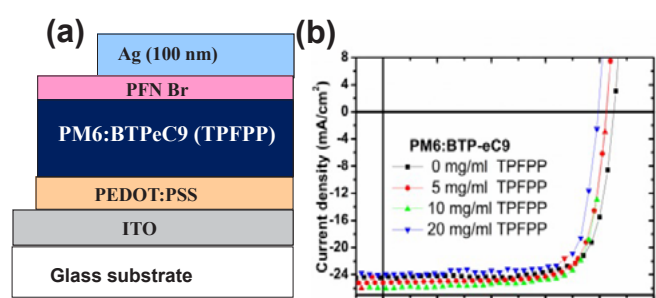 (a)
Ag (100 nm)
PFN Br
PM6:BTPeC9 (TPFPP)
PEDOT:PSS
ITO
Glass substrate
(b)
Current density (mA/cm²)
8
4
0
-4
-8
-12
-16
-20
-24
PM6:BTP-eC9
0 mg/ml TPFPP
5 mg/ml TPFPP
10 mg/ml TPFPP
20 mg/ml TPFPP